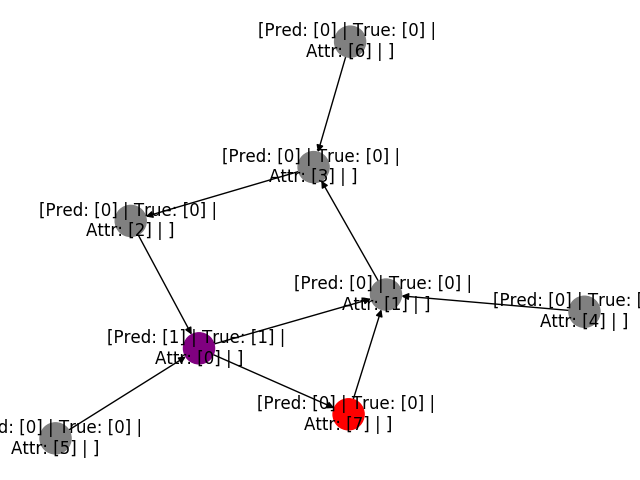 [Pred: [0] | True: [0] |
Attr: [6] | ]
[Pred: [0] | True: [0] |
Attr: [3] | ]
[Pred: [0] | True: [0] |
Attr: [2] | ]
[Pred: [0] | True: [0] |
Attr: [1] | ]
[Pred: [0] | True: [
Attr: [4] | ]
[Pred: [1] | True: [1] |
Attr: [0] | ]
[Pred: [0] | True: [0] |
Attr: [7] | ]
d: [0] | True: [0] |
Attr: [5] | ]